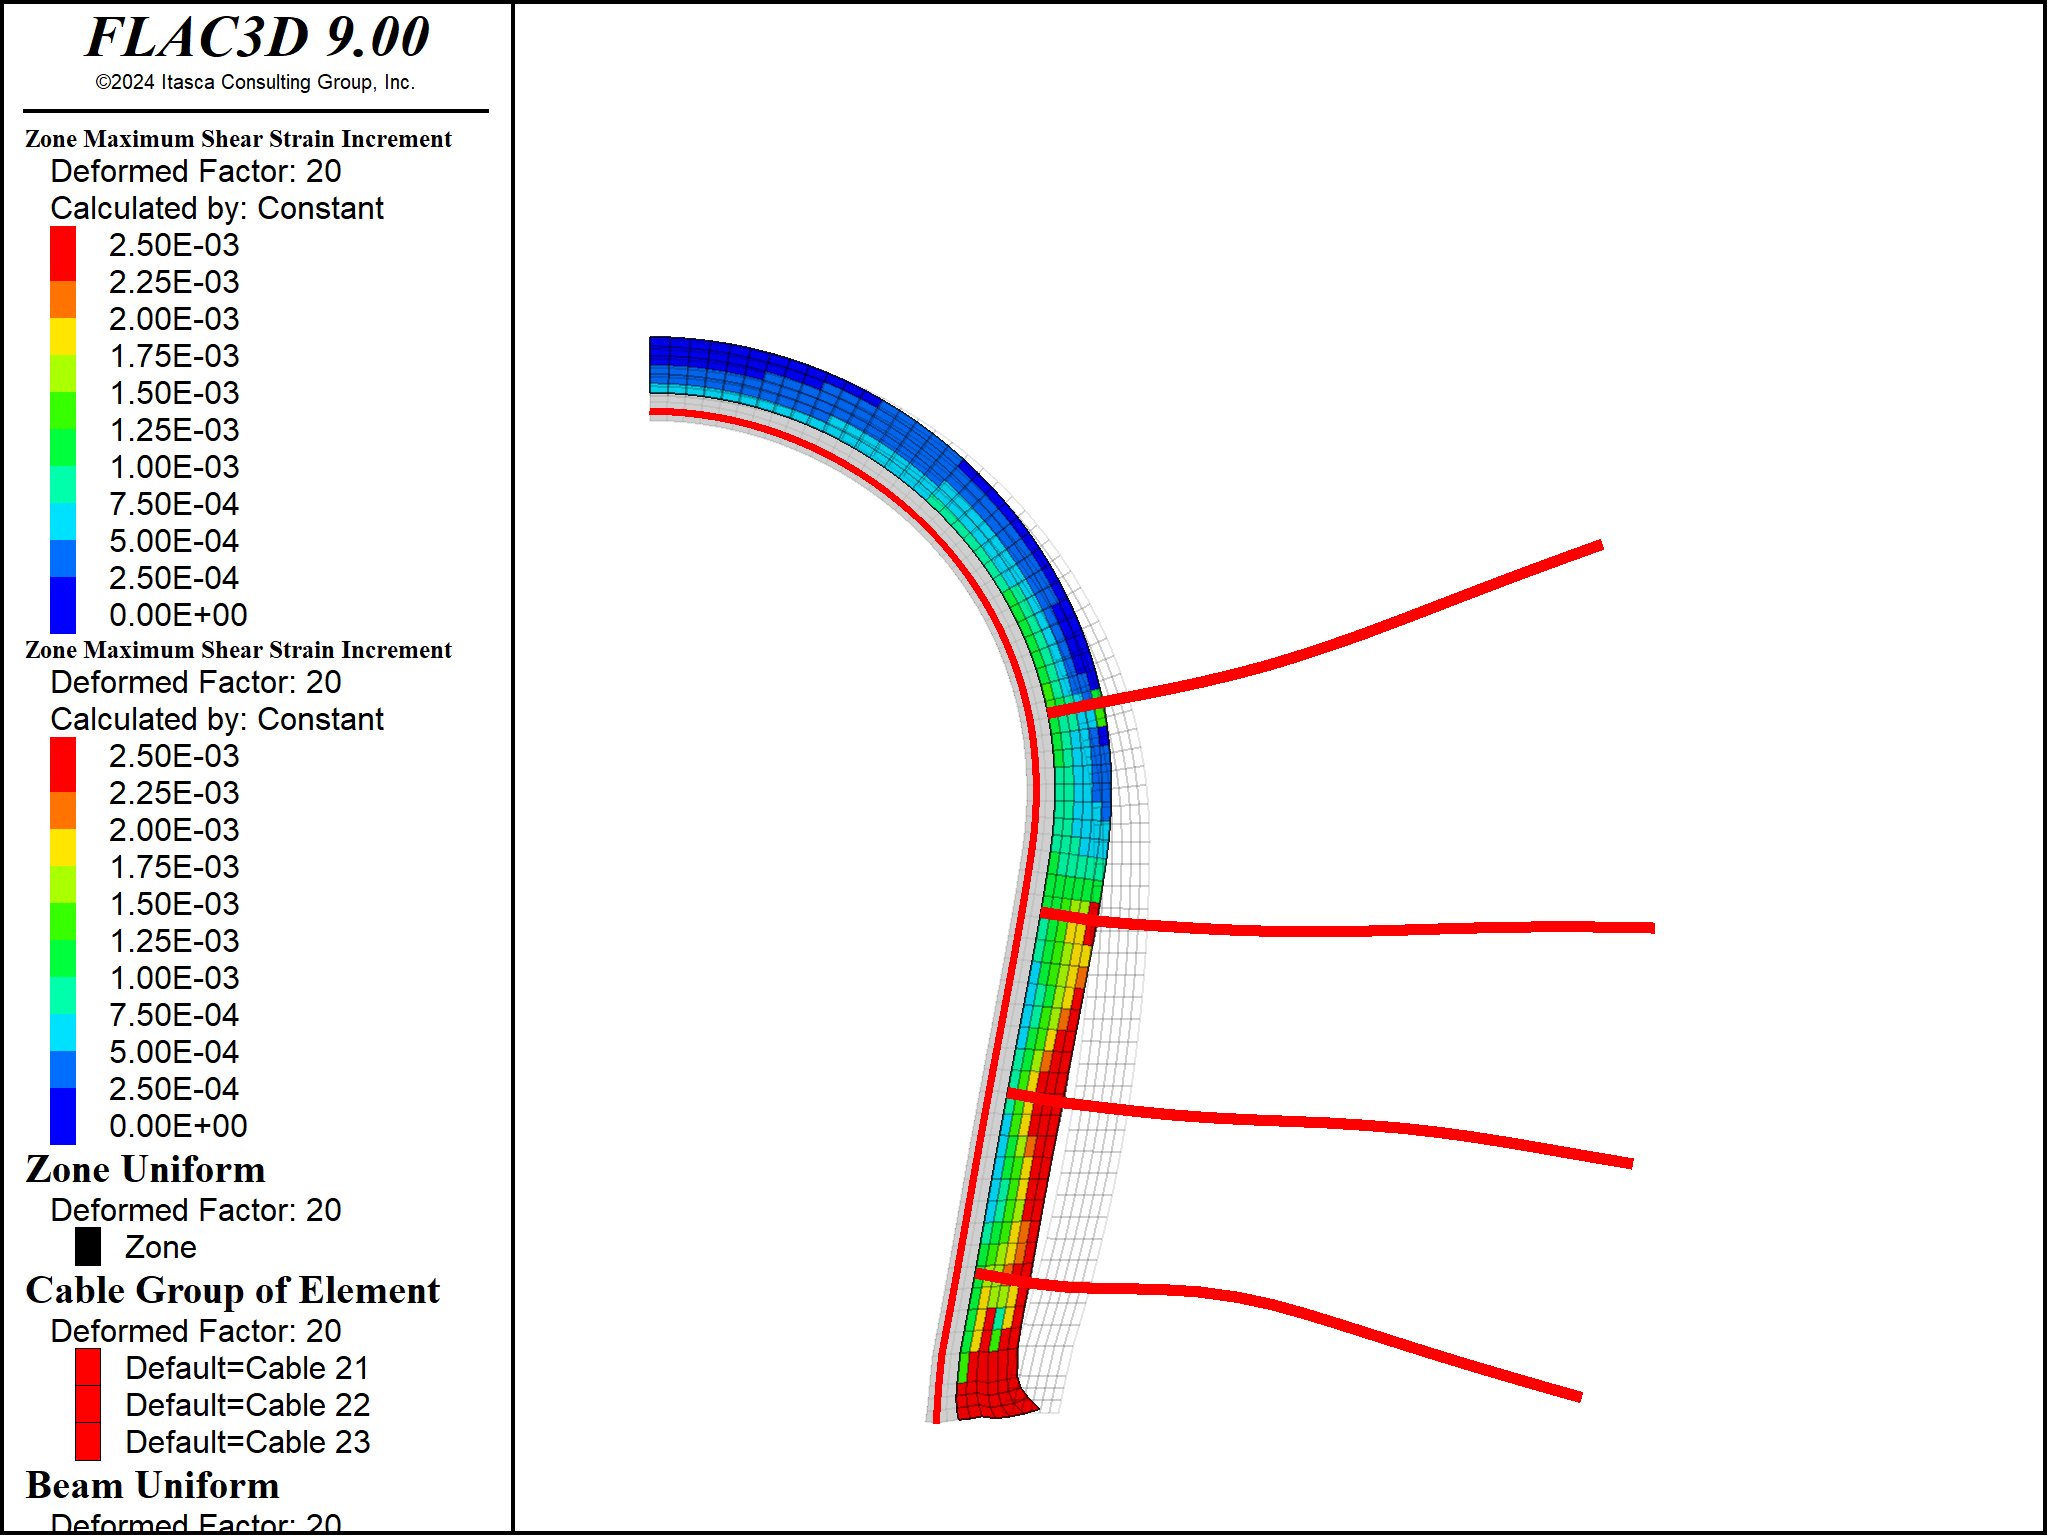 FLAC3D 9.00
©2024 Itasca Consulting Group, Inc.
Zone Maximum Shear Strain Increment
Deformed Factor: 20
Calculated by: Constant
2.50E-03
2.25E-03
2.00E-03
1.75E-03
1.50E-03
1.25E-03
1.00E-03
7.50E-04
5.00E-04
2.50E-04
0.00E+00
Zone Maximum Shear Strain Increment
Deformed Factor: 20
Calculated by: Constant
2.50E-03
2.25E-03
2.00E-03
1.75E-03
1.50E-03
1.25E-03
1.00E-03
7.50E-04
5.00E-04
2.50E-04
0.00E+00
Zone Uniform
Deformed Factor: 20
Zone
Cable Group of Element
Deformed Factor: 20
Default=Cable 21
Default=Cable 22
Default=Cable 23
Beam Uniform
Deformed Factor: 20